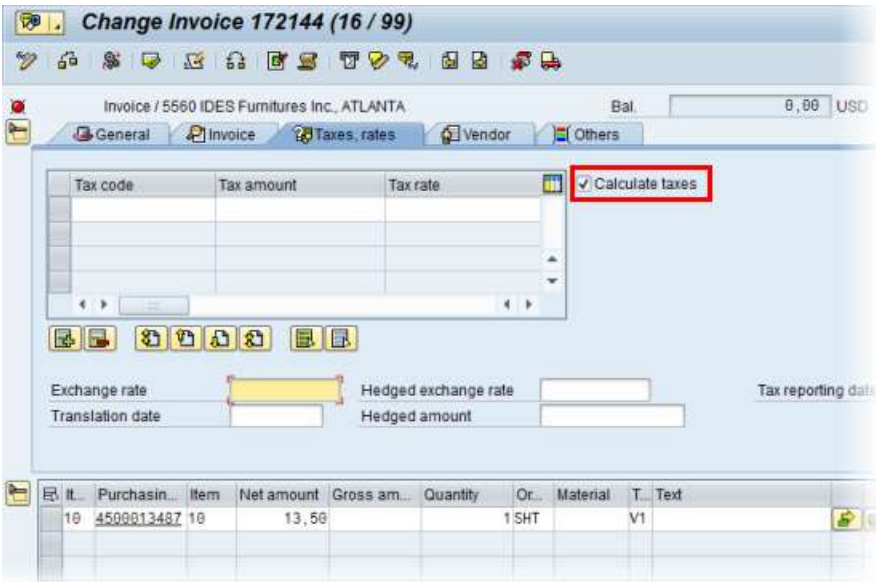 Change Invoice 172144 (16 / 99)
Invoice / 5560 IDES Furnitures Inc., ATLANTA Bal. 0,00 USD
General Invoice Taxes, rates Vendor Others
Tax code Tax amount Tax rate Calculate taxes
Exchange rate Hedged exchange rate Tax reporting date
Translation date Hedged amount
It... Purchasin... Item Net amount Gross am... Quantity Or... Material T... Text
10 4500013487 10 13,50 1 SHT V1